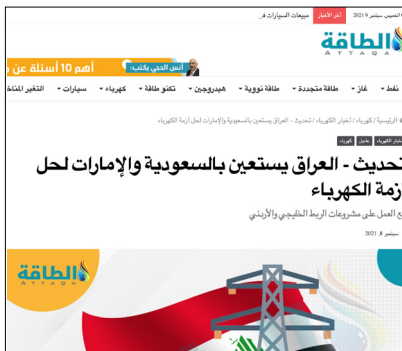 الخميس, سبتمبر 9 2021 أخر الأخبار مبيعات السيارات فـ
الطاقة
ATTAQA
أنس الحجي يكتب: أهم 10 أسئلة عن
نفط غاز طاقة متجددة طاقة نووية هيدروجين تكنو طاقة كهرباء سيارات التغير المناخ
الرئيسية / كهرباء / أخبار الكهرباء / تحديث - العراق يستعين بالسعودية والإمارات لحل أزمة الكهرباء
خبار الكهرباء عاجل كهرباء
تحديث - العراق يستعين بالسعودية والإمارات لحل
زمة الكهرباء
ع العمل على مشروعات الربط الخليجي والأردني
سبتمبر 8, 2021
الطاقة
ATTAQA